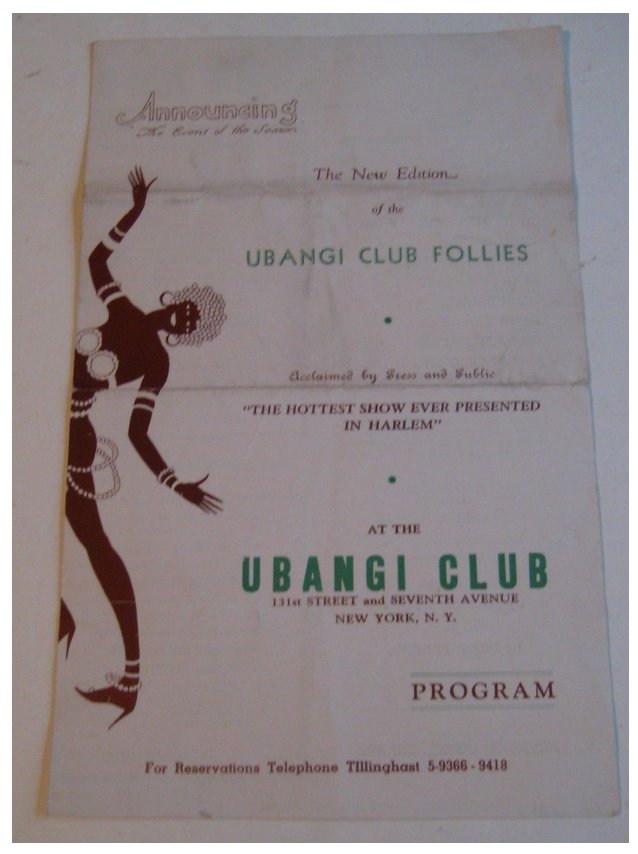 Announcing
The Event of the Season
The New Edition
of the
UBANGI CLUB FOLLIES
Acclaimed by Press and Public
"THE HOTTEST SHOW EVER PRESENTED
IN HARLEM"
AT THE
UBANGI CLUB
131st STREET and SEVENTH AVENUE
NEW YORK, N. Y.
PROGRAM
For Reservations Telephone TIllinghast 5-9366 - 9418